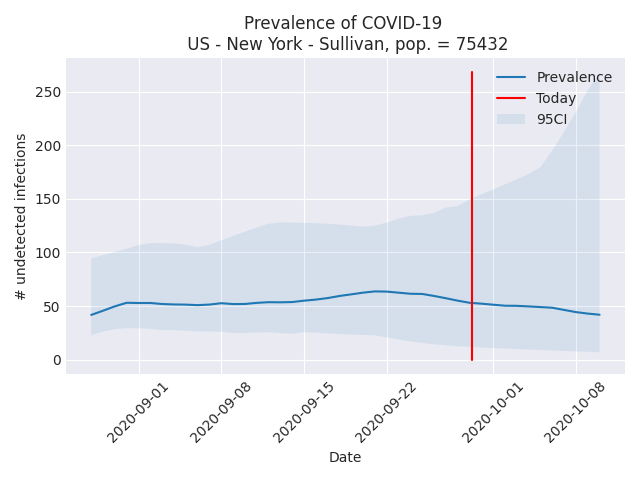 Prevalence of COVID-19
US - New York - Sullivan, pop. = 75432
Prevalence
Today
95CI
# undetected infections
250
200
150
100
50
0
2020-09-01
2020-09-08
2020-09-15
2020-09-22
2020-10-01
2020-10-08
Date